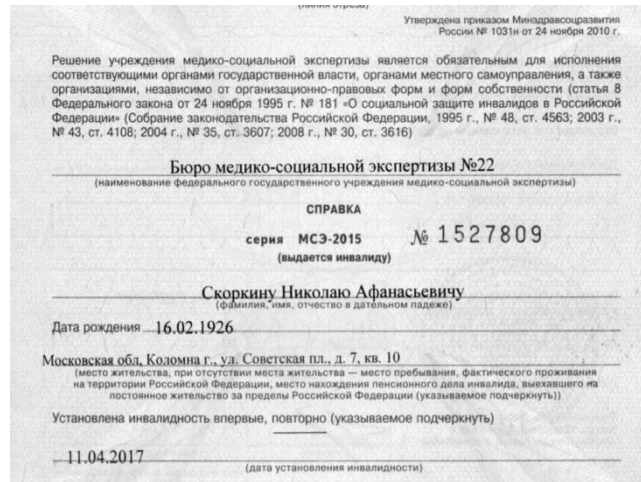 (линия отреза)
Утверждена приказом Минздравсоцразвития
России № 1031н от 24 ноября 2010 г.
Решение учреждения медико-социальной экспертизы является обязательным для исполнения
соответствующими органами государственной власти, органами местного самоуправления, а также
организациями, независимо от организационно-правовых форм и форм собственности (статья 8
Федерального закона от 24 ноября 1995 г. № 181 «О социальной защите инвалидов в Российской
Федерации» (Собрание законодательства Российской Федерации, 1995 г., № 48, ст. 4563; 2003 г.,
№ 43, ст. 4108; 2004 г., № 35, ст. 3607; 2008 г., № 30, ст. 3616)
Бюро медико-социальной экспертизы №22
(наименование федерального государственного учреждения медико-социальной экспертизы)
СПРАВКА
серия МСЭ-2015 № 1527809
(выдается инвалиду)
Скоркину Николаю Афанасьевичу
(фамилия, имя, отчество в дательном падеже)
Дата рождения 16.02.1926
Московская обл, Коломна г., ул. Советская пл., д. 7, кв. 10
(место жительства, при отсутствии места жительства — место пребывания, фактического проживания
на территории Российской Федерации, место нахождения пенсионного дела инвалида, выехавшего на
постоянное жительство за пределы Российской Федерации (указываемое подчеркнуть))
Установлена инвалидность впервые, повторно (указываемое подчеркнуть)
11.04.2017
(дата установления инвалидности)